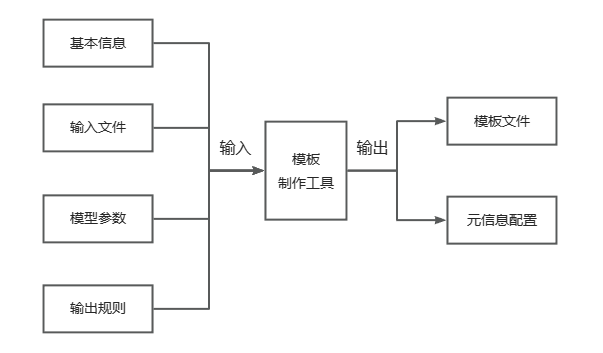 基本信息
输入文件
模型参数
输出规则
输入
模板
制作工具
输出
模板文件
元信息配置